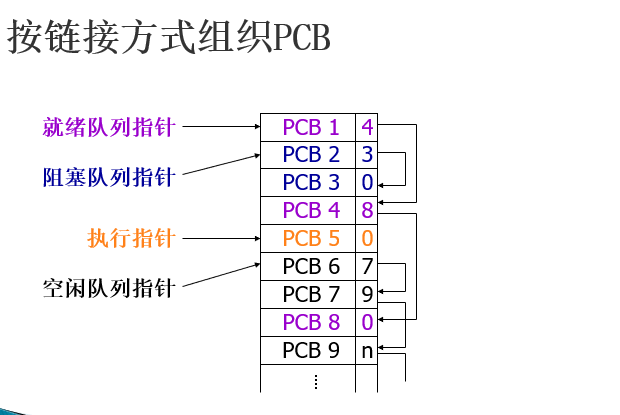 按链接方式组织PCB
就绪队列指针
PCB 1 4
阻塞队列指针
PCB 2 3
PCB 3 0
PCB 4 8
执行指针
PCB 5 0
空闲队列指针
PCB 6 7
PCB 7 9
PCB 8 0
PCB 9 n
⋮